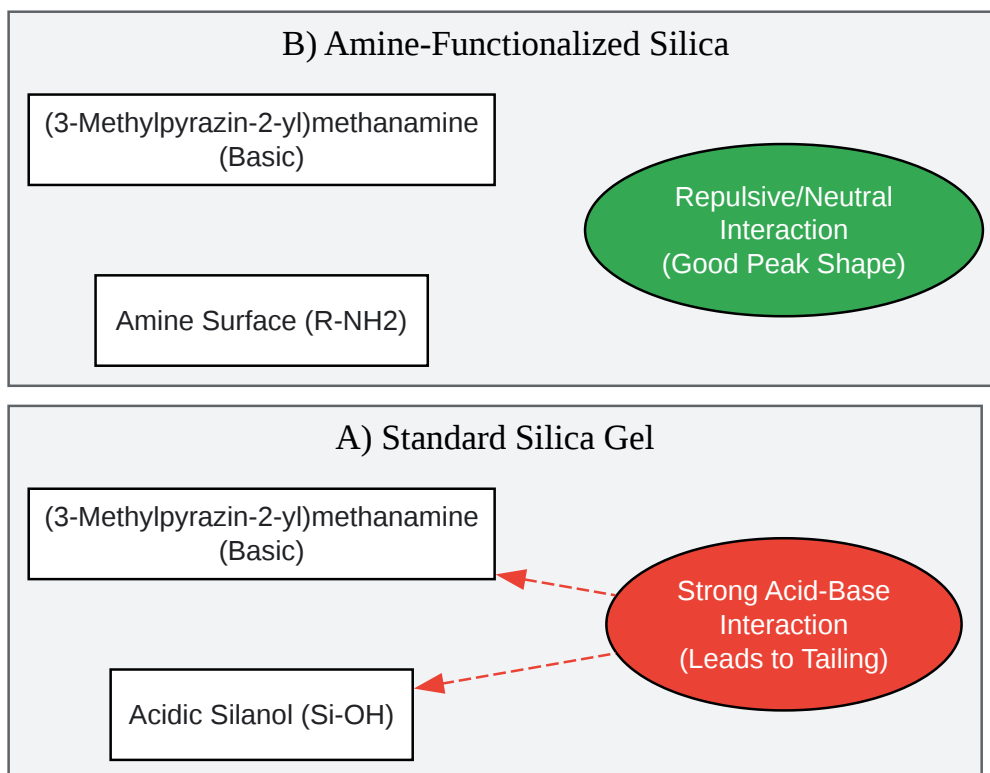 B) Amine-Functionalized Silica
(3-Methylpyrazin-2-yl)methanamine
(Basic)
Repulsive/Neutral
Interaction
(Good Peak Shape)
Amine Surface (R-NH2)
A) Standard Silica Gel
(3-Methylpyrazin-2-yl)methanamine
(Basic)
Strong Acid-Base
Interaction
(Leads to Tailing)
Acidic Silanol (Si-OH)